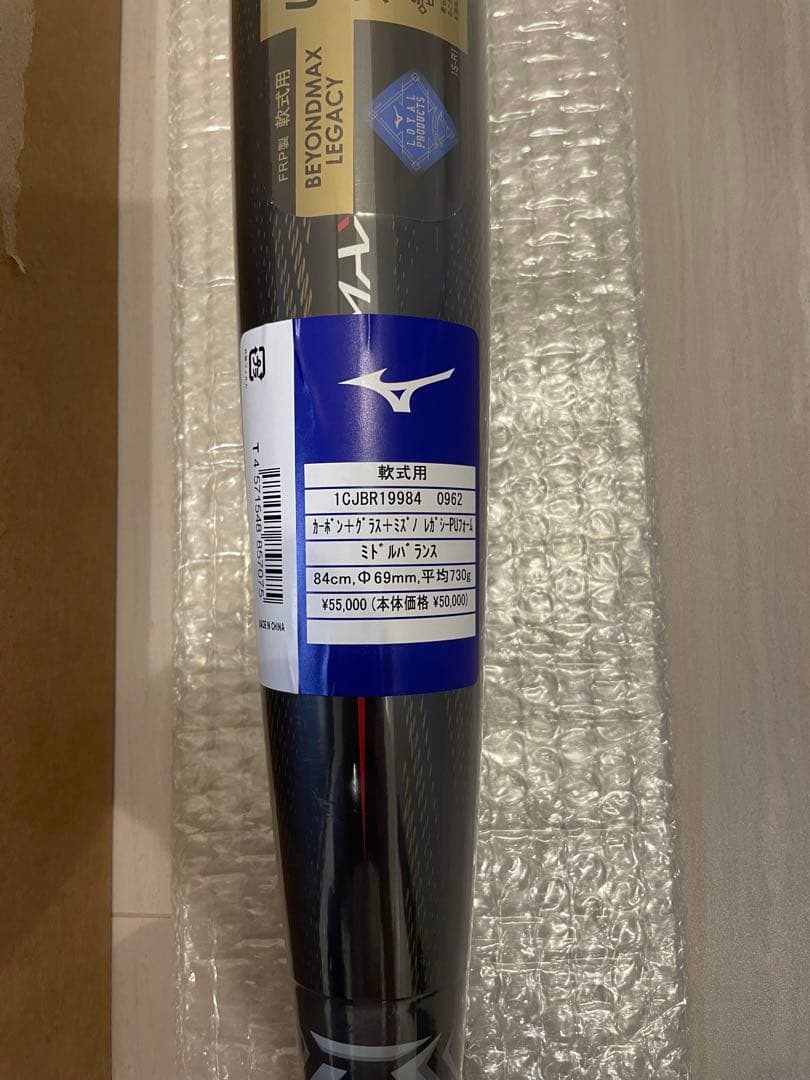 FRP製 軟式用
BEYONDMAX
LEGACY
LOYAL
PRODUCTS
軟式用
1CJBR19984 0962
ｶｰﾎﾞﾝ+ｸﾞﾗｽ+ﾐｽﾞﾉ ﾚｶﾞｼｰPUﾌｫｰﾑ
ﾐﾄﾞﾙﾊﾞﾗﾝｽ
84cm,Φ69mm,平均730g
¥55,000(本体価格 ¥50,000)
T 4 571548 857075
MADE IN CHINA